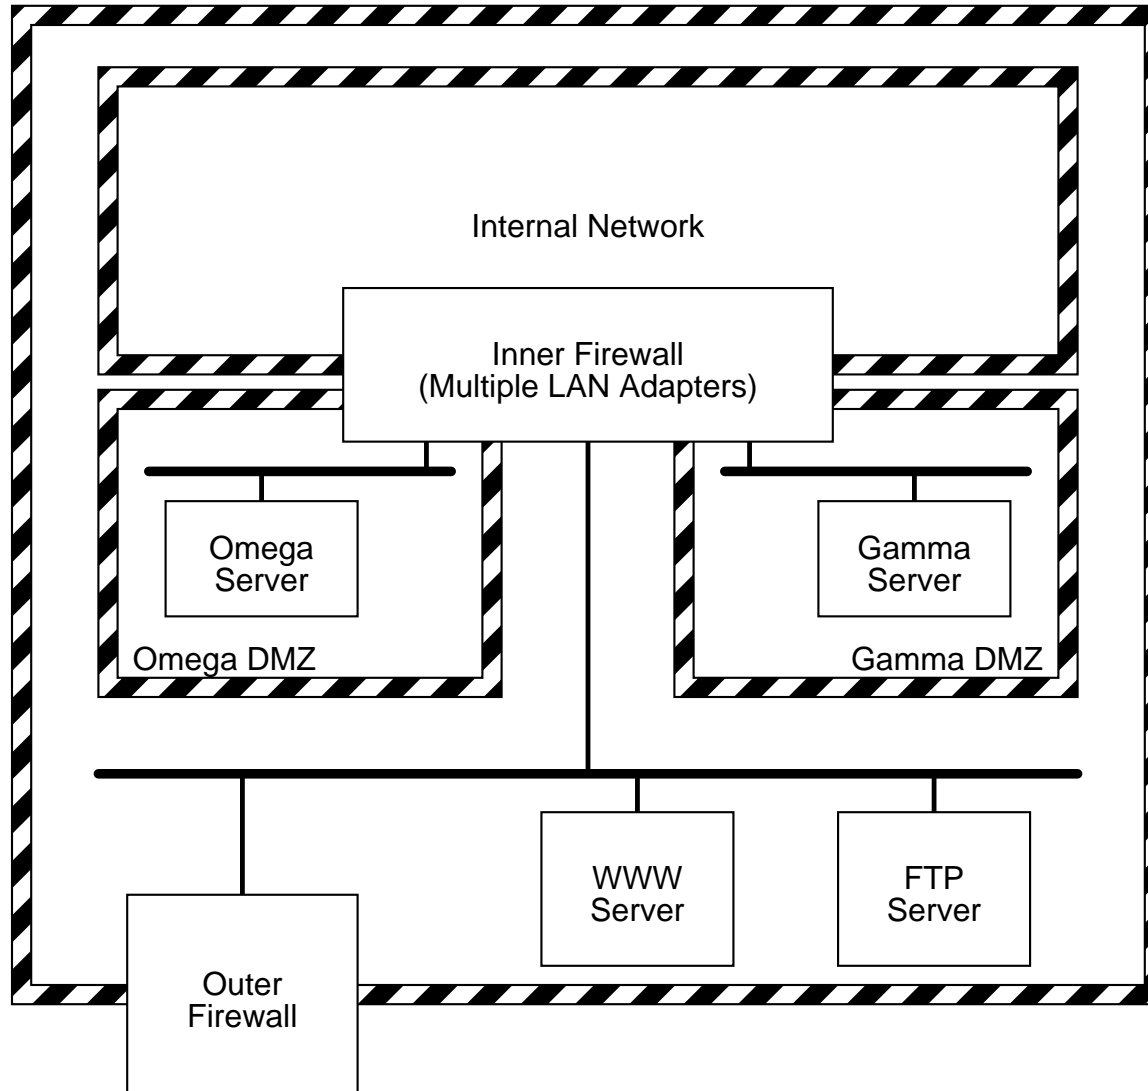 Internal Network
Inner Firewall
(Multiple LAN Adapters)
Omega
Server
Gamma
Server
Omega DMZ
Gamma DMZ
WWW
Server
FTP
Server
Outer
Firewall